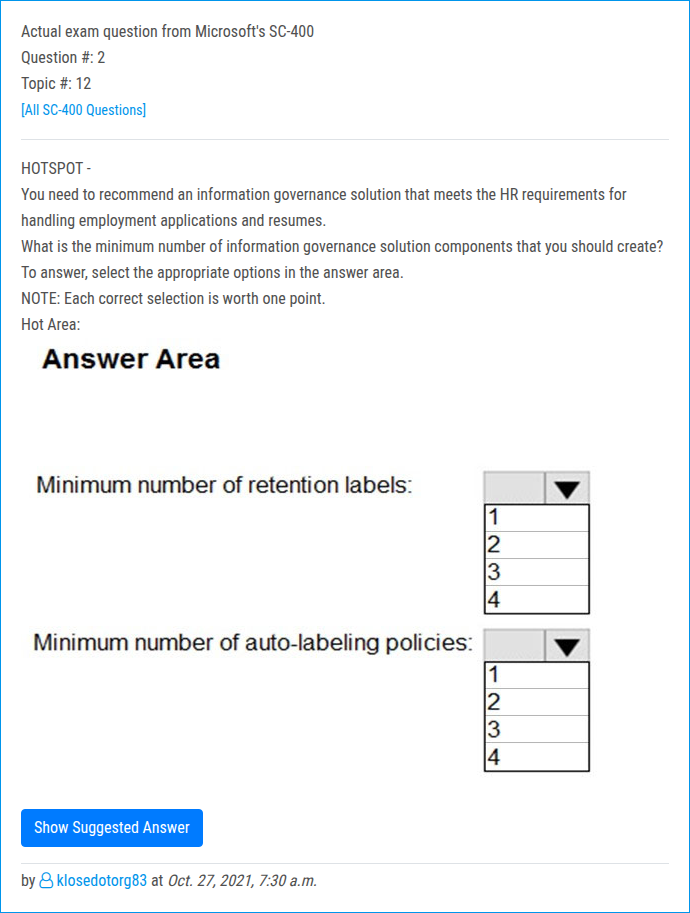 Actual exam question from Microsoft's SC-400
Question #: 2
Topic #: 12
[All SC-400 Questions]
HOTSPOT -
You need to recommend an information governance solution that meets the HR requirements for
handling employment applications and resumes.
What is the minimum number of information governance solution components that you should create?
To answer, select the appropriate options in the answer area.
NOTE: Each correct selection is worth one point.
Hot Area:
Answer Area
Minimum number of retention labels:
1
2
3
4
Minimum number of auto-labeling policies:
1
2
3
4
Show Suggested Answer
by klosedotorg83 at Oct. 27, 2021, 7:30 a.m.